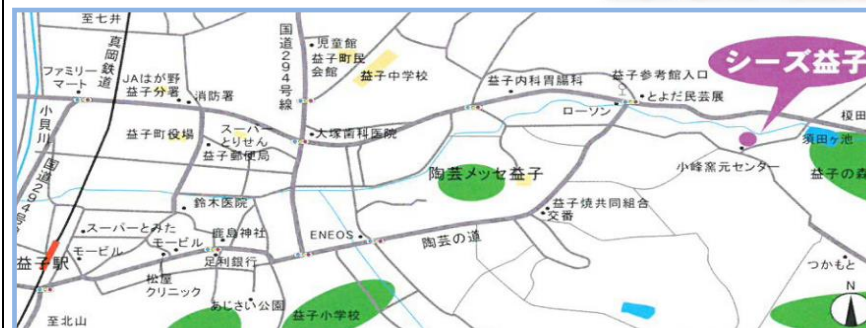 至七井
真岡鉄道
国道294号線
児童館
益子町民
会館
益子中学校
シーズ益子
ファミリー
マート
JAはが野
益子分署
消防署
益子内科胃腸科
益子参考館入口
とよだ民芸展
ローソン
榎田
小貝川
益子町役場
スーパー
とりせん
益子郵便局
大塚歯科医院
須田ヶ池
小峰窯元センター
益子の森
国道294号
陶芸メッセ益子
鈴木医院
益子焼共同組合
交番
スーパーとみた
モービル
モービル
鹿島神社
足利銀行
ENEOS
陶芸の道
つかもと
益子駅
松屋
クリニック
あじさい公園
益子小学校
至北山
N